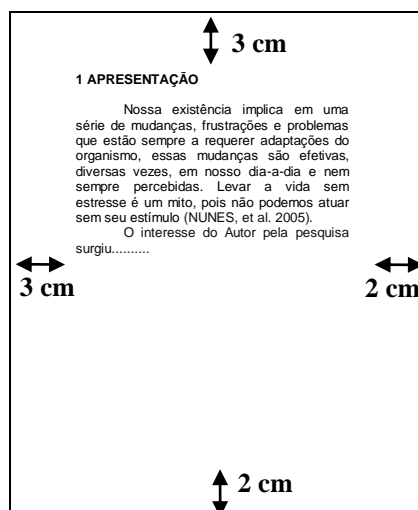 3 cm
1 APRESENTAÇÃO
Nossa existência implica em uma
série de mudanças, frustrações e problemas
que estão sempre a requerer adaptações do
organismo, essas mudanças são efetivas,
diversas vezes, em nosso dia-a-dia e nem
sempre percebidas. Levar a vida sem
estresse é um mito, pois não podemos atuar
sem seu estímulo (NUNES, et al. 2005).
O interesse do Autor pela pesquisa
surgiu..........
3 cm
2 cm
2 cm